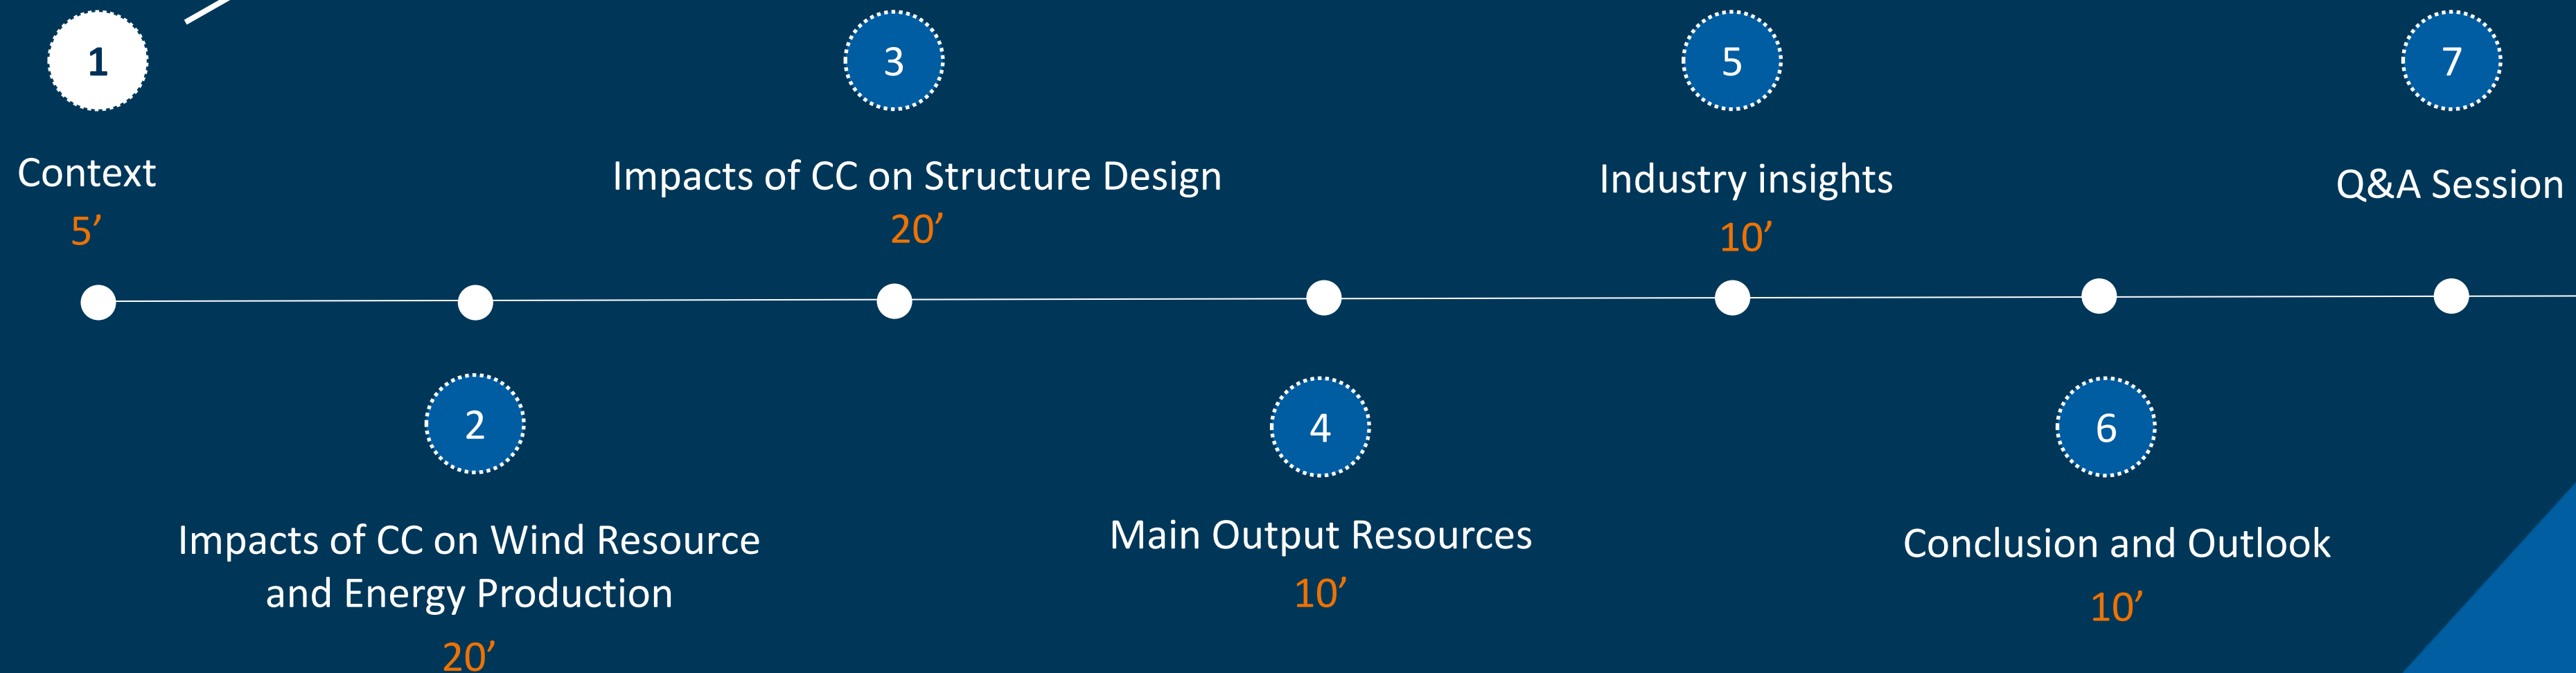 1
Context
5’
2
Impacts of CC on Wind Resource
and Energy Production
20’
3
Impacts of CC on Structure Design
20’
4
Main Output Resources
10’
5
Industry insights
10’
6
Conclusion and Outlook
10’
7
Q&A Session